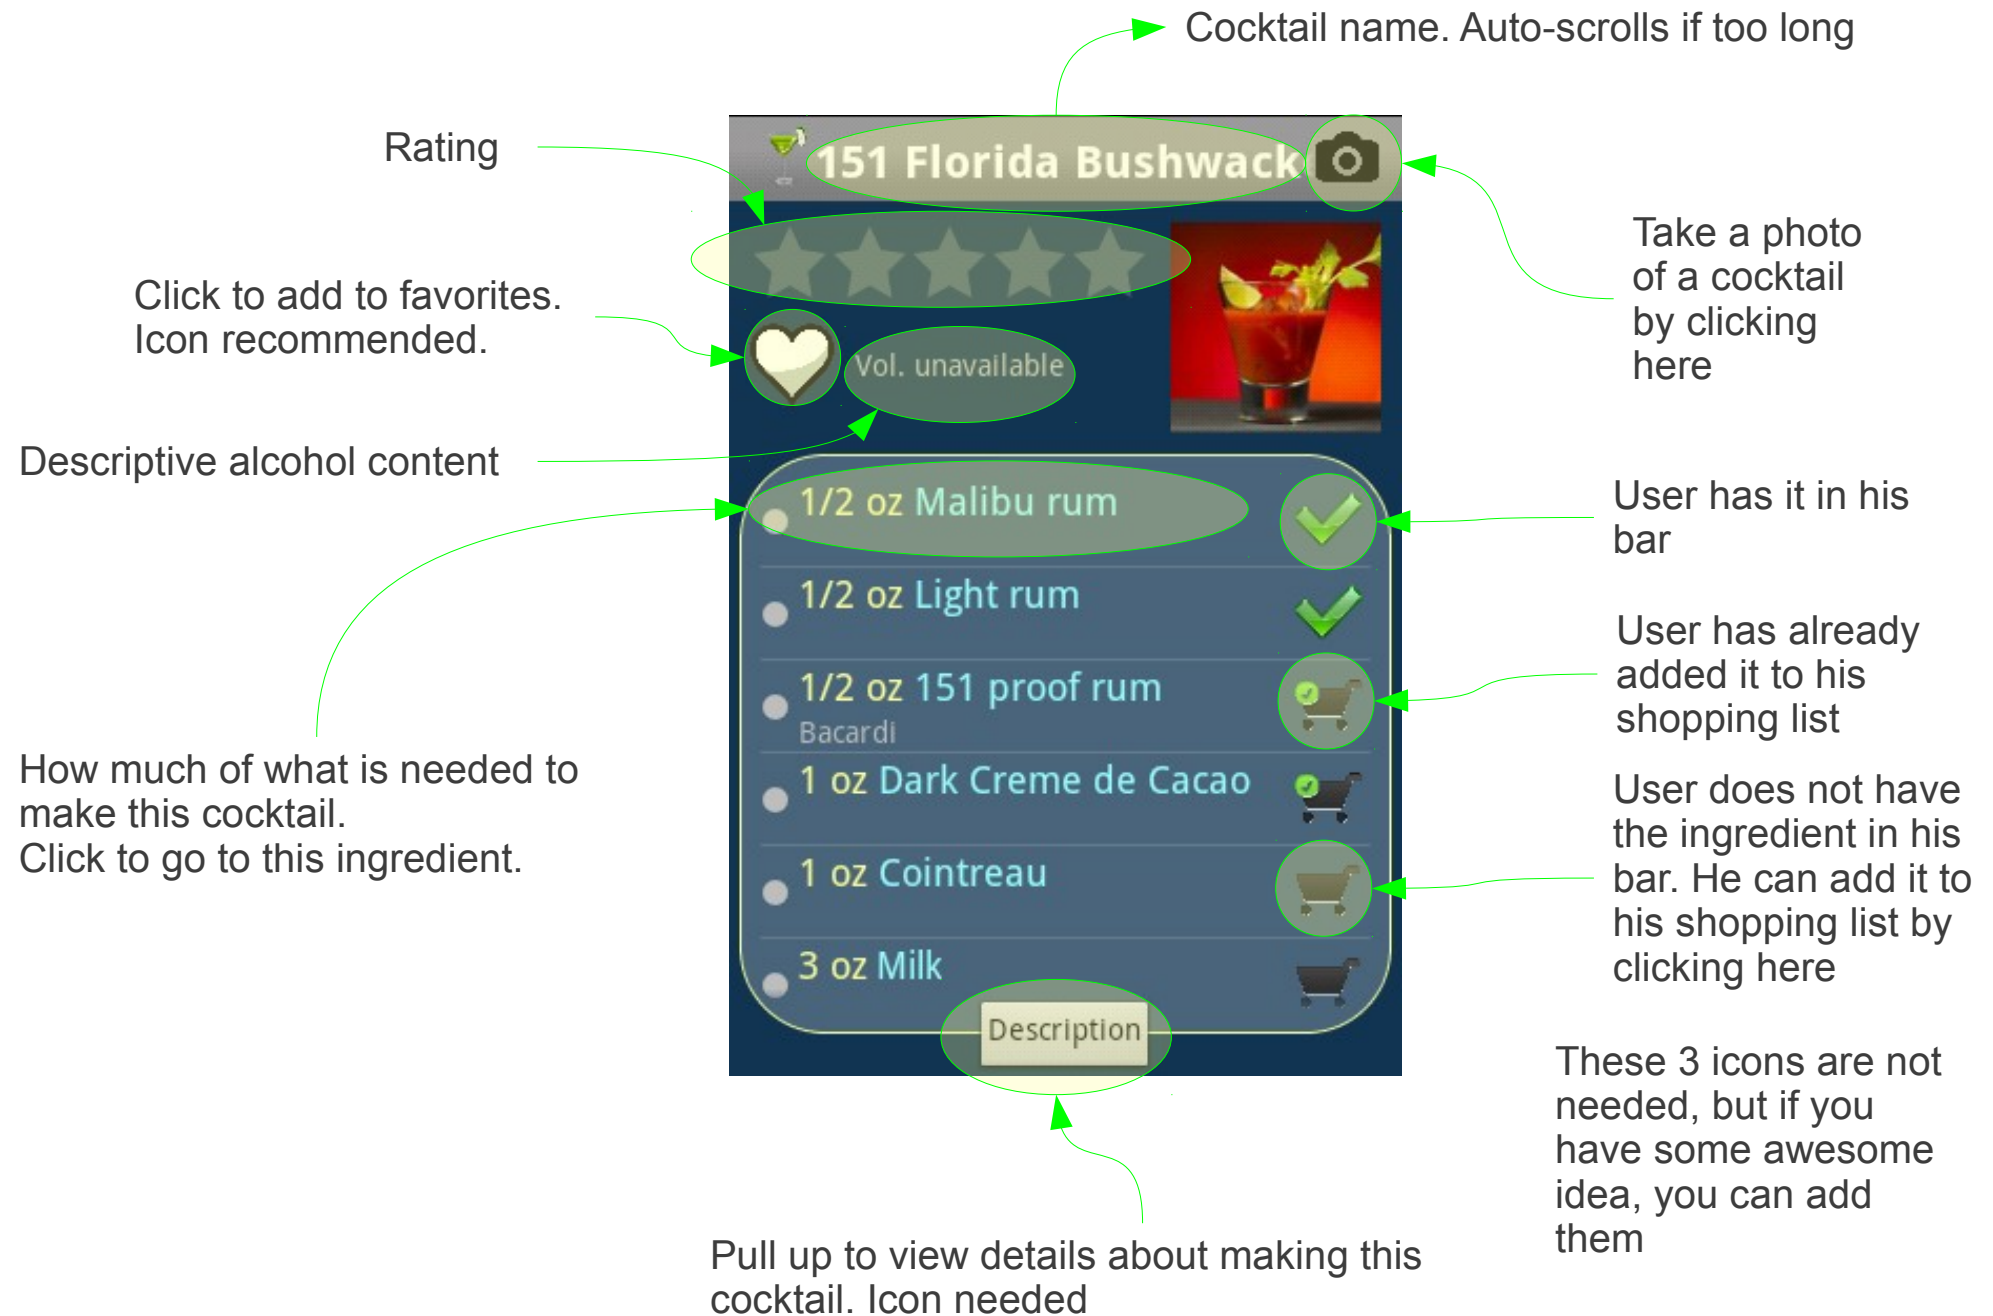 Cocktail name. Auto-scrolls if too long
Rating
151 Florida Bushwack
Click to add to favorites.
Icon recommended.
Take a photo
of a cocktail
by clicking
here
Vol. unavailable
Descriptive alcohol content
1/2 oz Malibu rum
User has it in his
bar
1/2 oz Light rum
1/2 oz 151 proof rum
Bacardi
User has already
added it to his
shopping list
How much of what is needed to
make this cocktail.
Click to go to this ingredient.
1 oz Dark Creme de Cacao
1 oz Cointreau
3 oz Milk
User does not have
the ingredient in his
bar. He can add it to
his shopping list by
clicking here
Description
These 3 icons are not
needed, but if you
have some awesome
idea, you can add
them
Pull up to view details about making this
cocktail. Icon needed